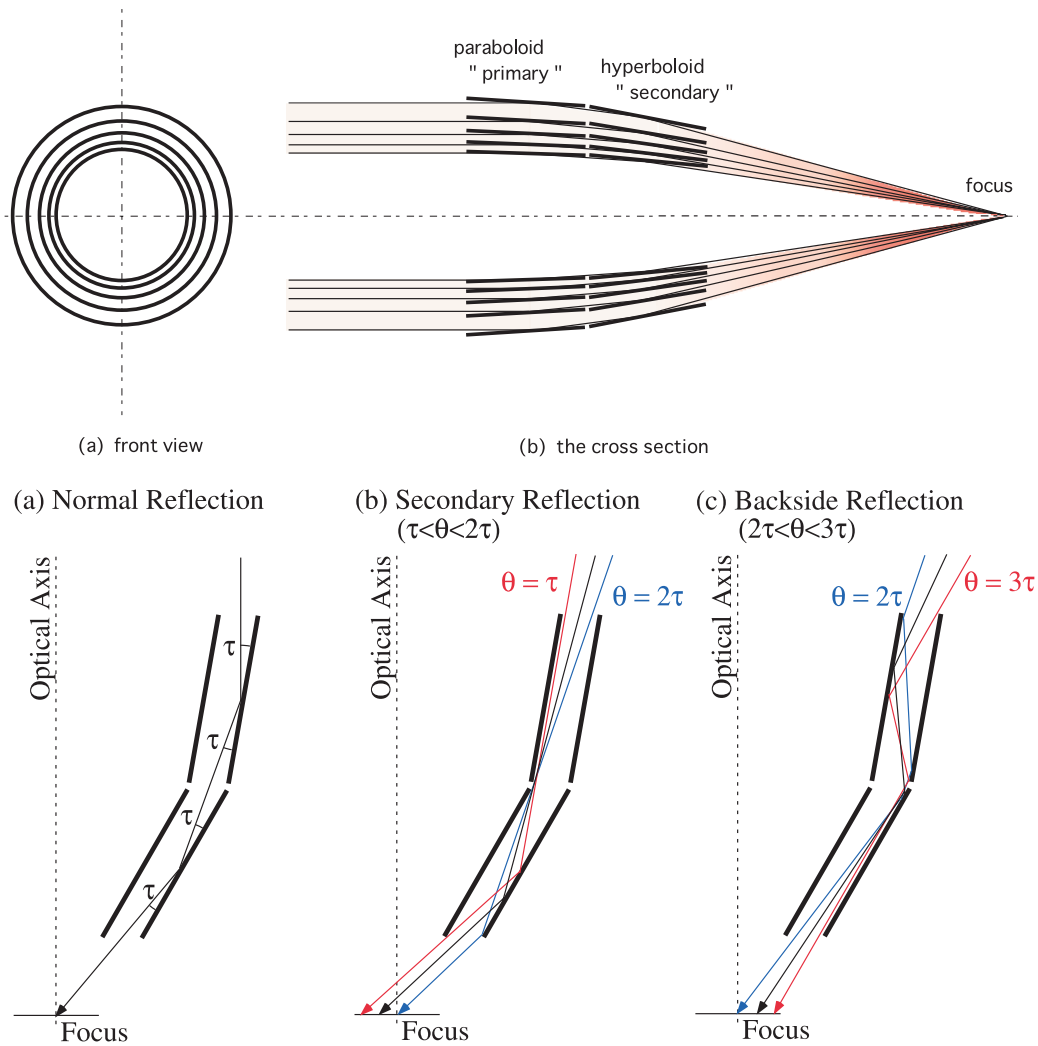 paraboloid
" primary "
hyperboloid
" secondary "
focus
(a) front view
(b) the cross section
(a) Normal Reflection
Optical Axis
τ
τ
τ
τ
Focus
(b) Secondary Reflection
(τ<θ<2τ)
Optical Axis
θ = τ
θ = 2τ
Focus
(c) Backside Reflection
(2τ<θ<3τ)
Optical Axis
θ = 2τ
θ = 3τ
Focus